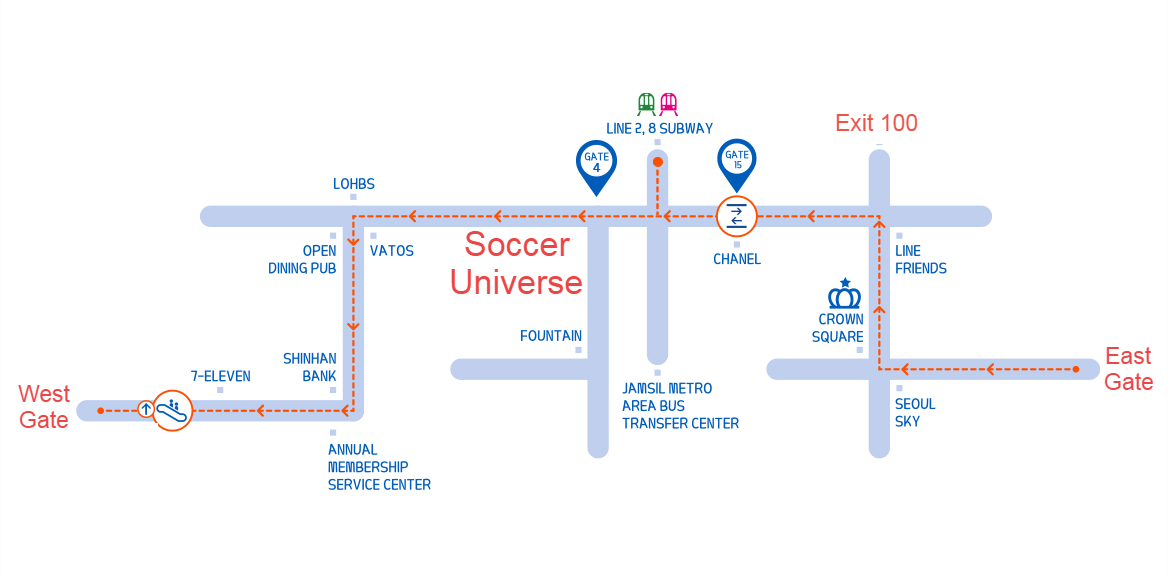 LINE 2, 8 SUBWAY
Exit 100
GATE
4
GATE
15
LOHBS
OPEN
DINING PUB
VATOS
Soccer
Universe
CHANEL
LINE
FRIENDS
CROWN
SQUARE
FOUNTAIN
SHINHAN
BANK
7-ELEVEN
West
Gate
East
Gate
JAMSIL METRO
AREA BUS
TRANSFER CENTER
SEOUL
SKY
ANNUAL
MEMBERSHIP
SERVICE CENTER